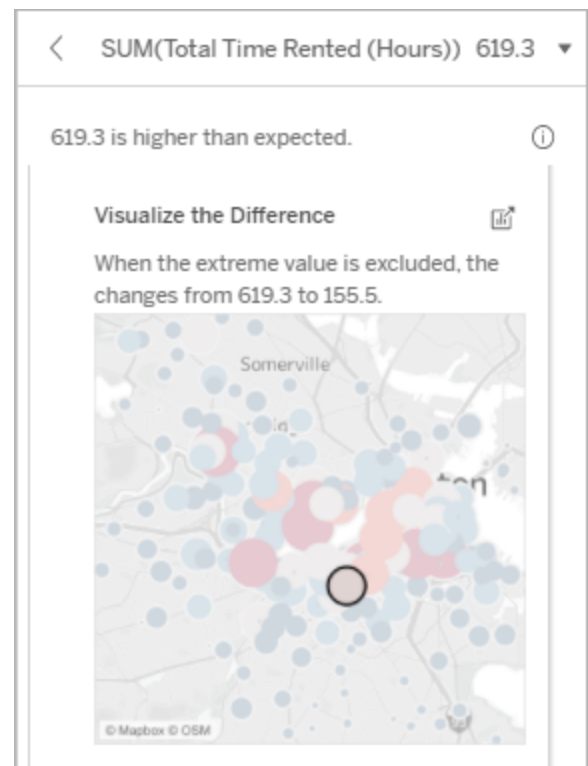 SUM(Total Time Rented (Hours)) 619.3
619.3 is higher than expected.
Visualize the Difference
When the extreme value is excluded, the
changes from 619.3 to 155.5.
Somerville
© Mapbox © OSM